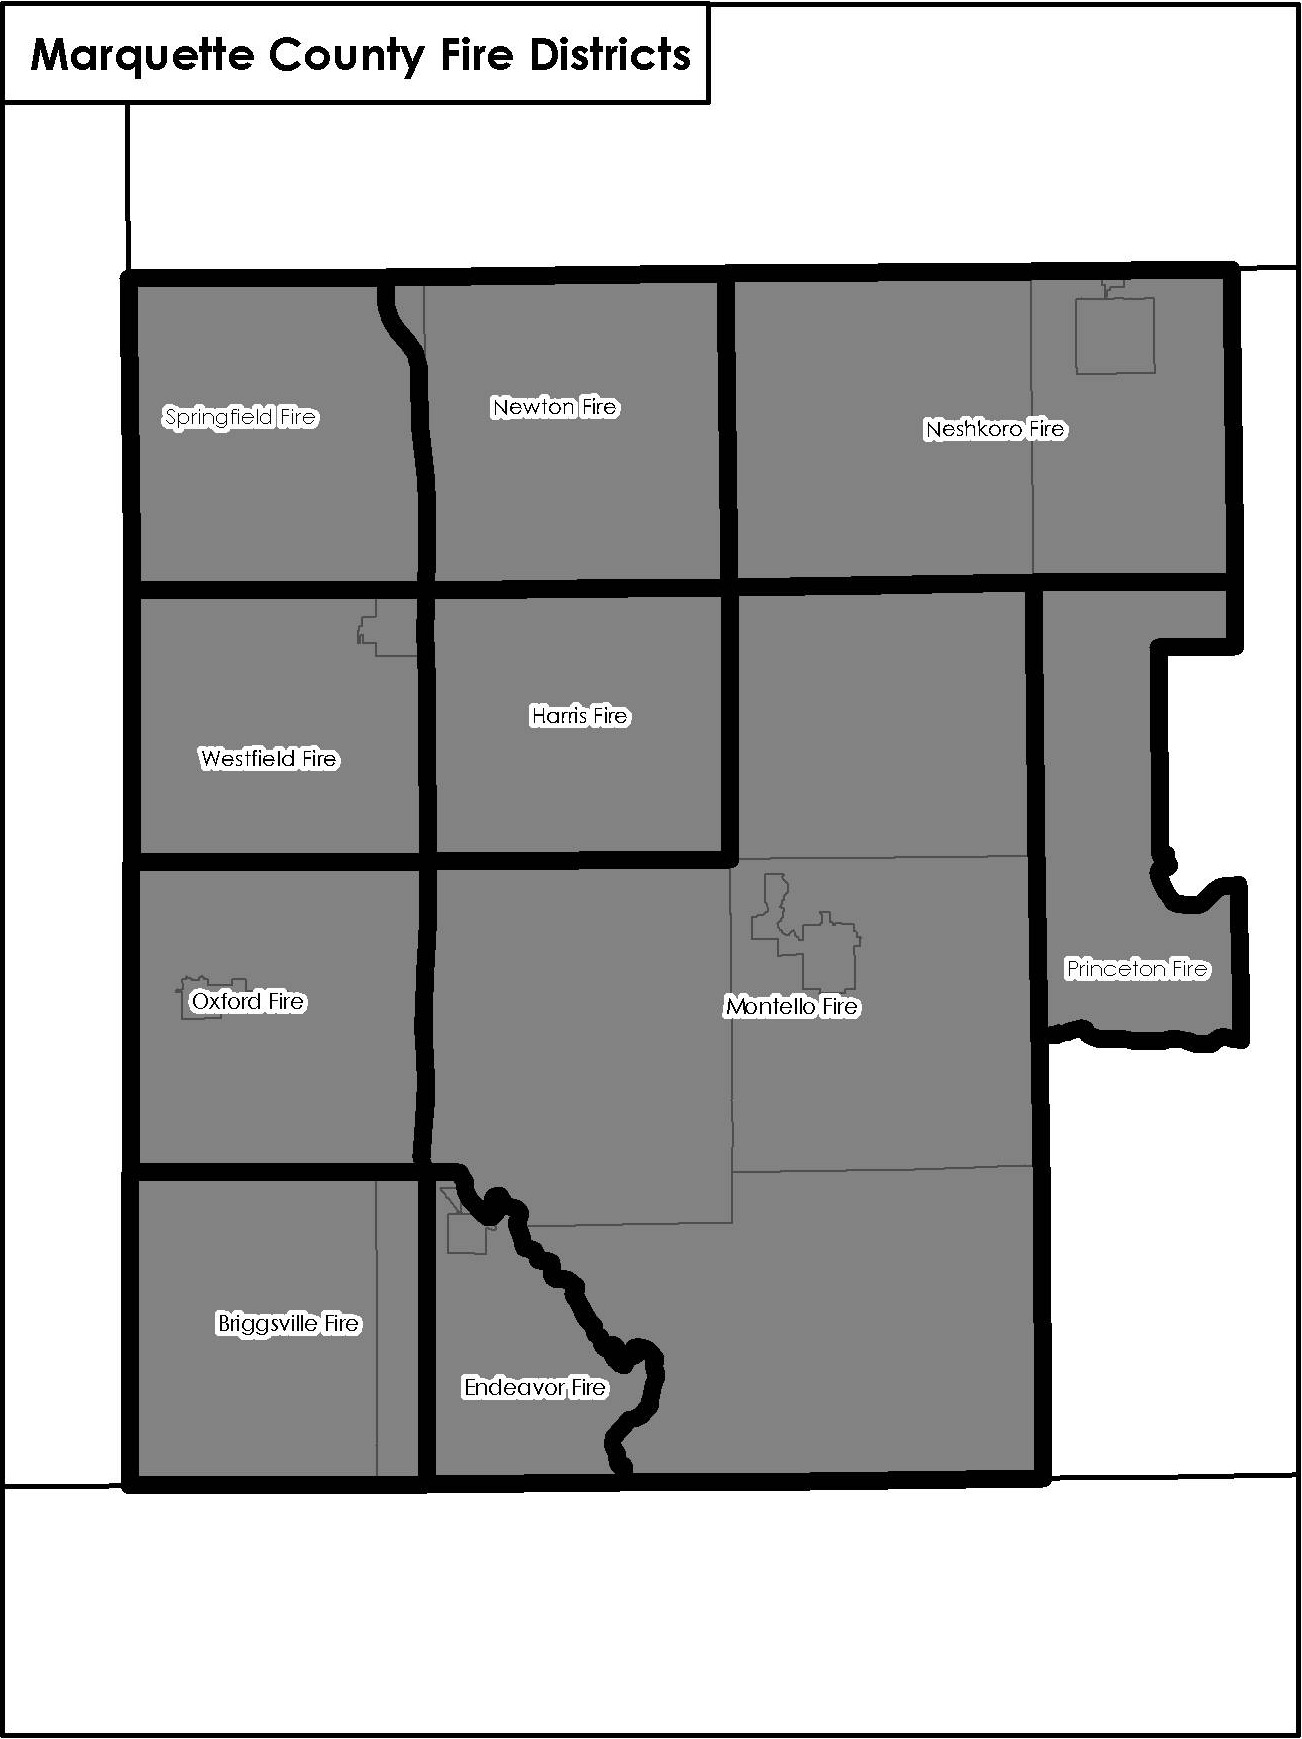 Marquette County Fire Districts
Springfield Fire
Newton Fire
Neshkoro Fire
Westfield Fire
Harris Fire
Oxford Fire
Montello Fire
Princeton Fire
Briggsville Fire
Endeavor Fire